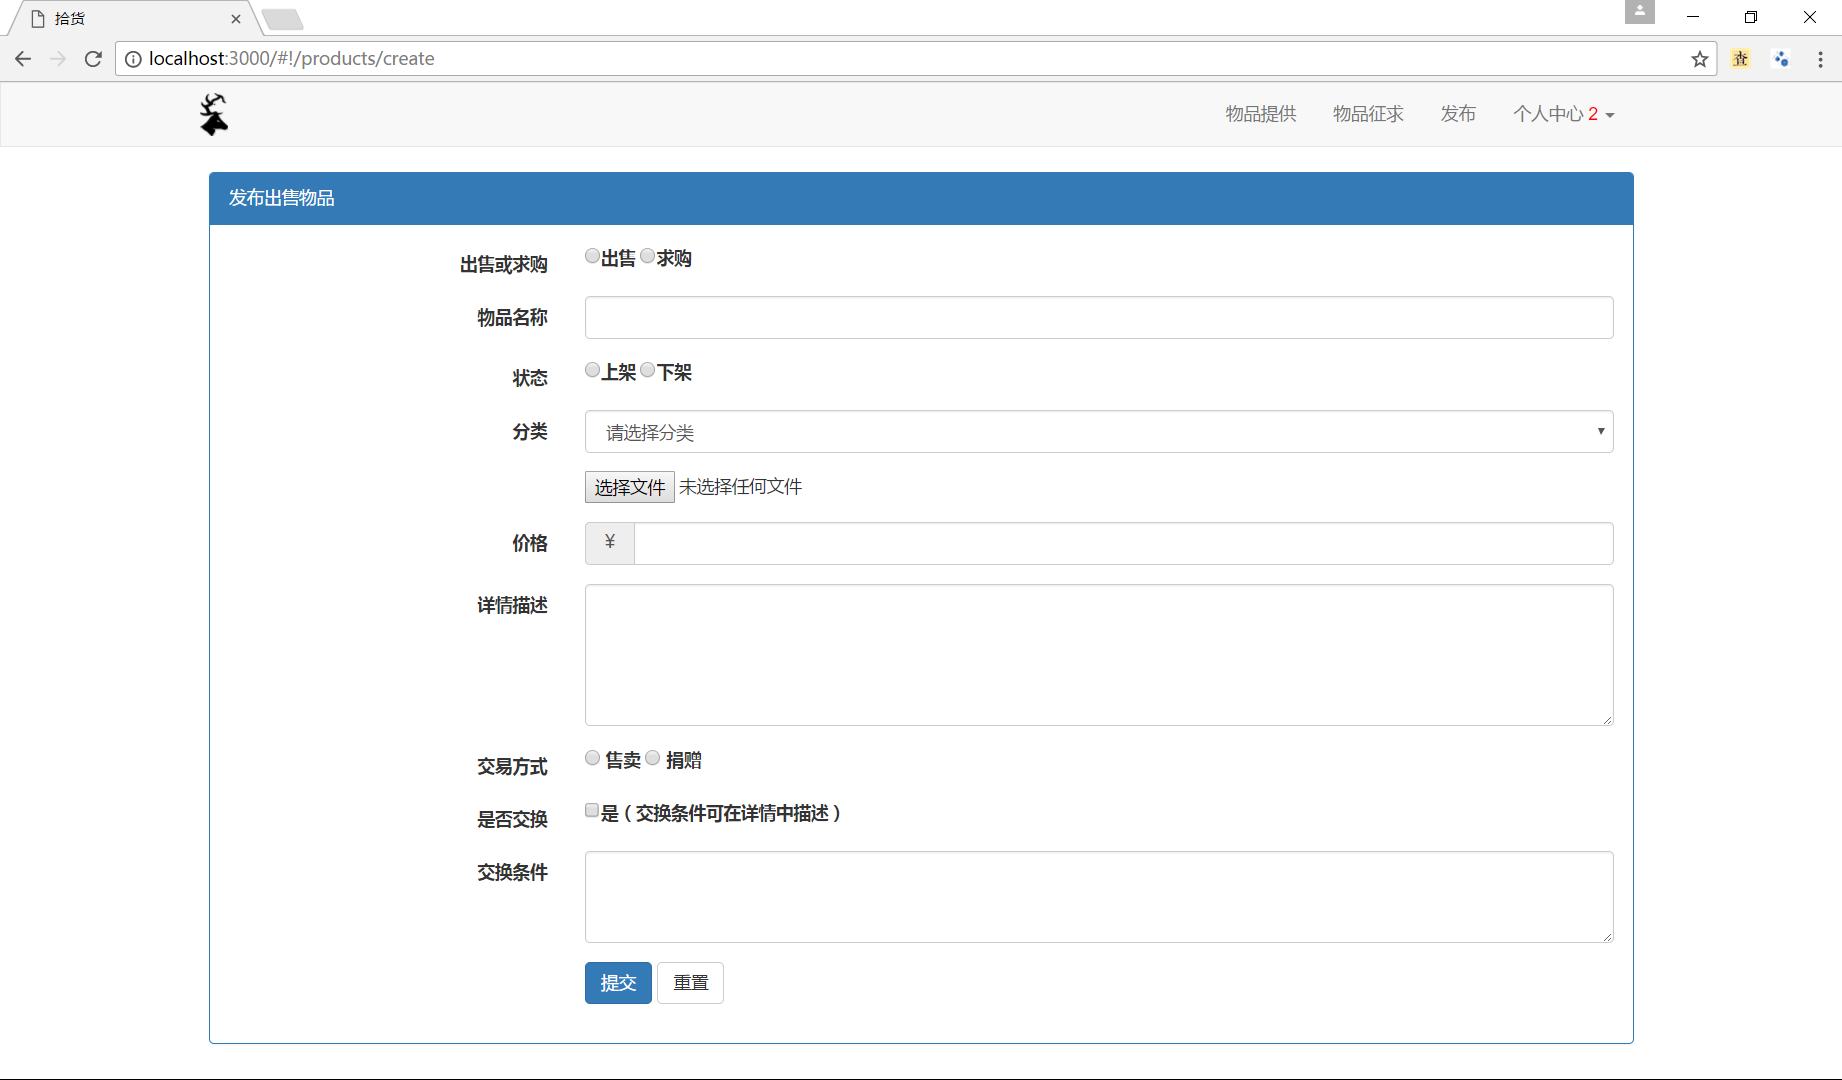 拾货
localhost:3000/#!/products/create
查
物品提供 物品征求 发布 个人中心 2
发布出售物品
出售或求购 出售 求购
物品名称
状态 上架 下架
分类 请选择分类
选择文件 未选择任何文件
价格 ¥
详情描述
交易方式 售卖 捐赠
是否交换 是（交换条件可在详情中描述）
交换条件
提交 重置